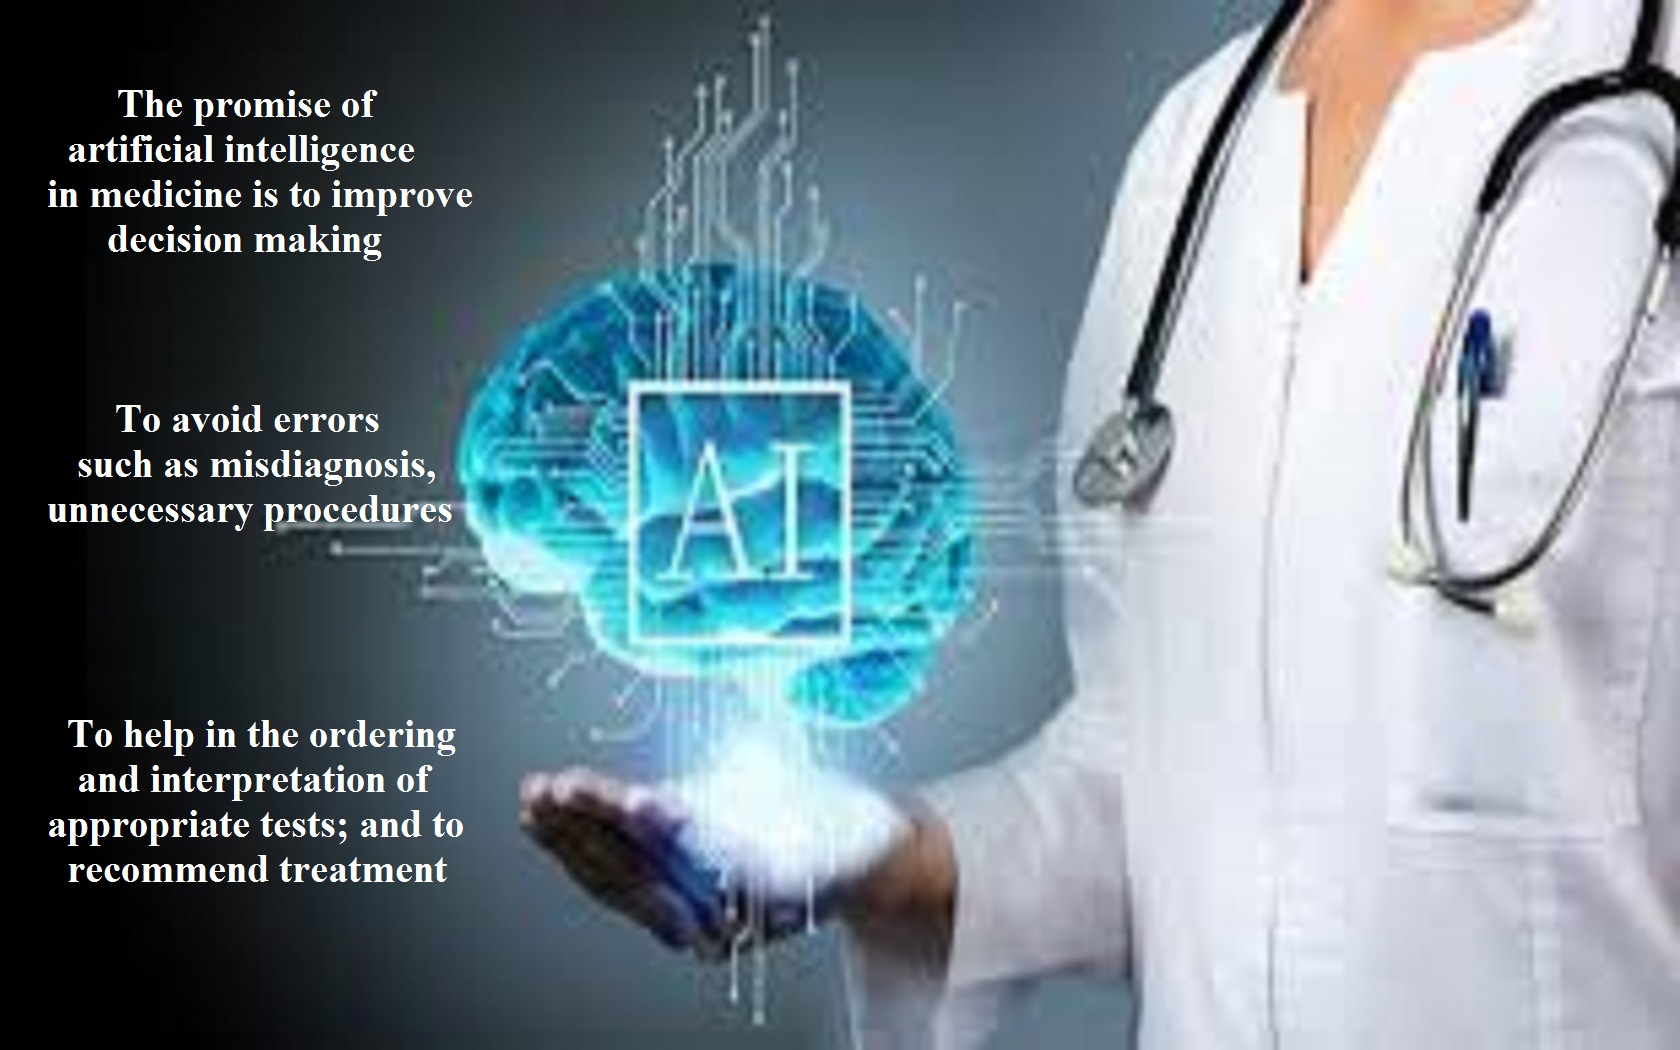 The promise of
artificial intelligence
in medicine is to improve
decision making
To avoid errors
such as misdiagnosis,
unnecessary procedures
To help in the ordering
and interpretation of
appropriate tests; and to
recommend treatment
AI